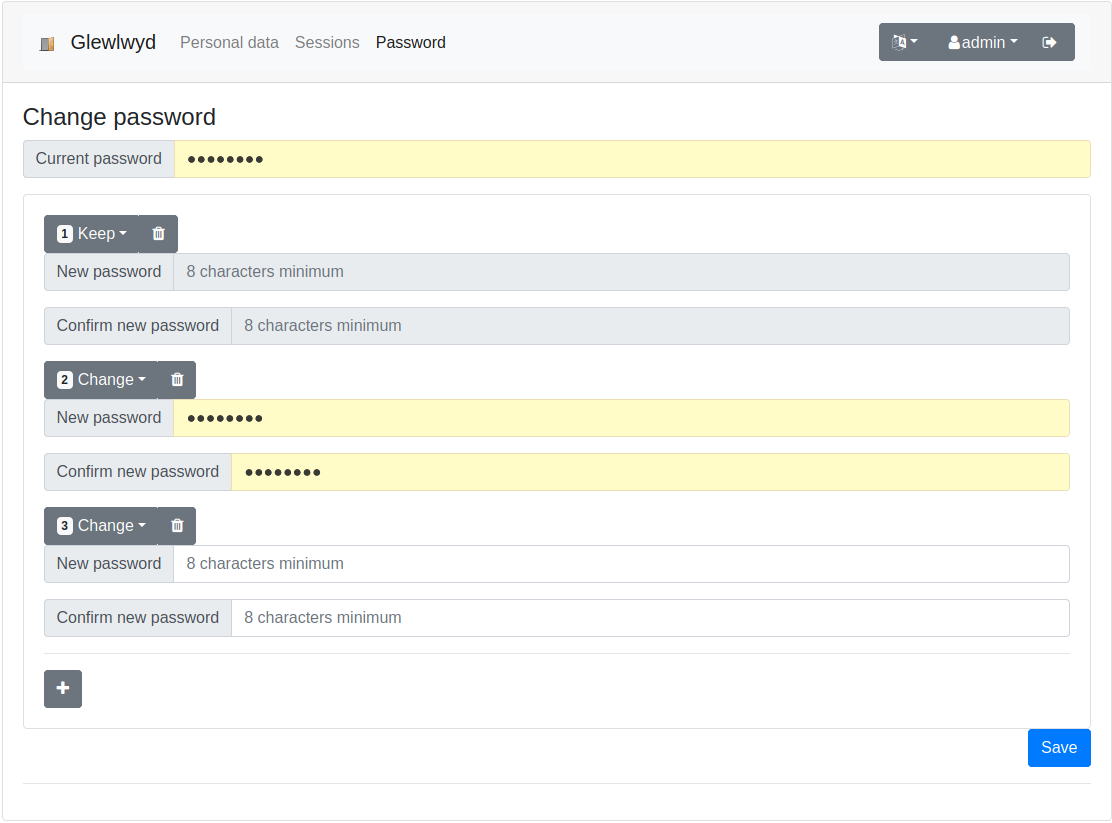 Glewlwyd Personal data Sessions Password admin
Change password
Current password ●●●●●●●●
1 Keep
New password 8 characters minimum
Confirm new password 8 characters minimum
2 Change
New password ●●●●●●●●
Confirm new password ●●●●●●●●
3 Change
New password 8 characters minimum
Confirm new password 8 characters minimum
+
Save